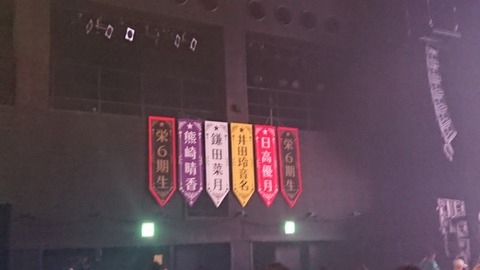 栄6期生
熊崎晴香
鎌田菜月
井田玲音名
日高優月
栄6期生